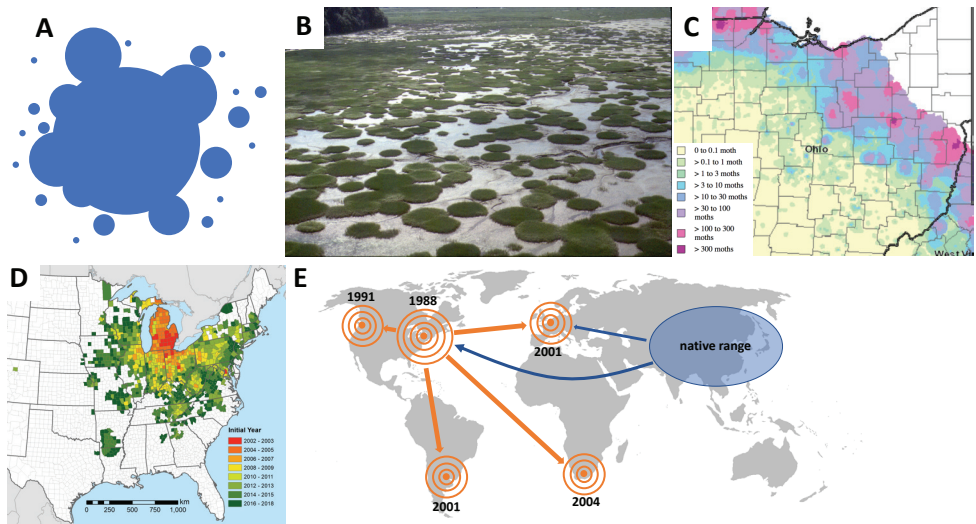 A
B
C
Ohio
West Vi
0 to 0.1 moth
> 0.1 to 1 moth
> 1 to 3 moths
> 3 to 10 moths
> 10 to 30 moths
> 30 to 100
moths
> 100 to 300
moths
> 300 moths
D
Initial Year
2002 - 2003
2004 - 2005
2006 - 2007
2008 - 2009
2010 - 2011
2012 - 2013
2014 - 2015
2016 - 2018
km
0 250 500 1,000
E
1991
1988
2001
native range
2001
2004